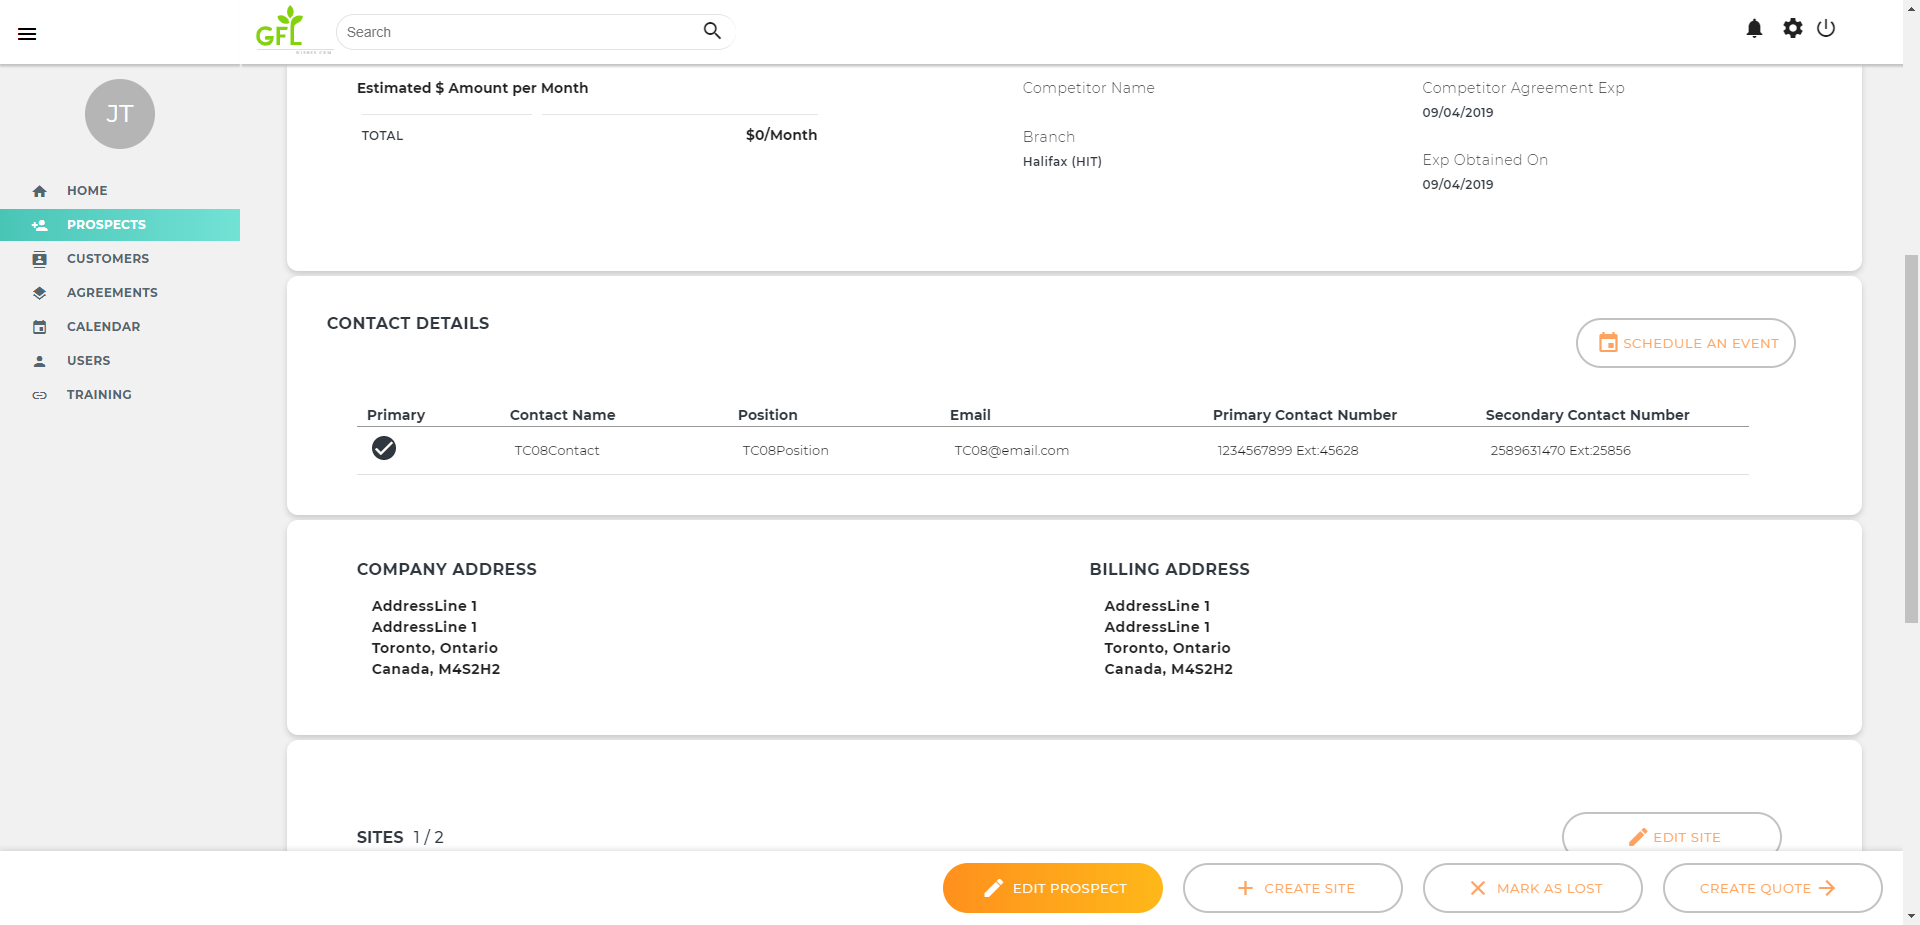 GFL
Search
JT
HOME
PROSPECTS
CUSTOMERS
AGREEMENTS
CALENDAR
USERS
TRAINING
Estimated $ Amount per Month
TOTAL $0/Month
Competitor Name
Branch
Halifax (HIT)
Competitor Agreement Exp
09/04/2019
Exp Obtained On
09/04/2019
CONTACT DETAILS
SCHEDULE AN EVENT
Primary Contact Name Position Email Primary Contact Number Secondary Contact Number
TC08Contact TC08Position TC08@email.com 1234567899 Ext:45628 2589631470 Ext:25856
COMPANY ADDRESS
AddressLine 1
AddressLine 1
Toronto, Ontario
Canada, M4S2H2
BILLING ADDRESS
AddressLine 1
AddressLine 1
Toronto, Ontario
Canada, M4S2H2
SITES 1 / 2
EDIT SITE
EDIT PROSPECT
CREATE SITE
MARK AS LOST
CREATE QUOTE